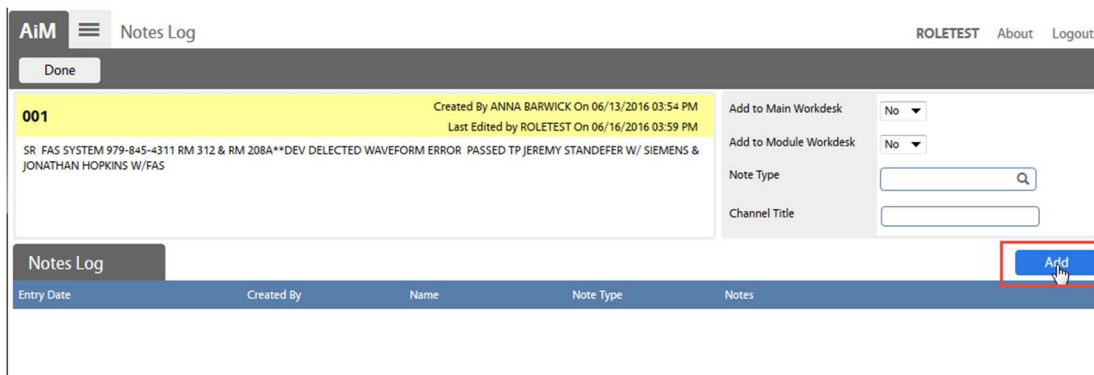 AiM Notes Log ROLETEST About Logout
Done
001
Created By ANNA BARWICK On 06/13/2016 03:54 PM
Last Edited by ROLETEST On 06/16/2016 03:59 PM
SR FAS SYSTEM 979-845-4311 RM 312 & RM 208A**DEV DELECTED WAVEFORM ERROR PASSED TP JEREMY STANDEFER W/ SIEMENS &
JONATHAN HOPKINS W/FAS
Add to Main Workdesk No
Add to Module Workdesk No
Note Type
Channel Title
Notes Log Add
Entry Date Created By Name Note Type Notes